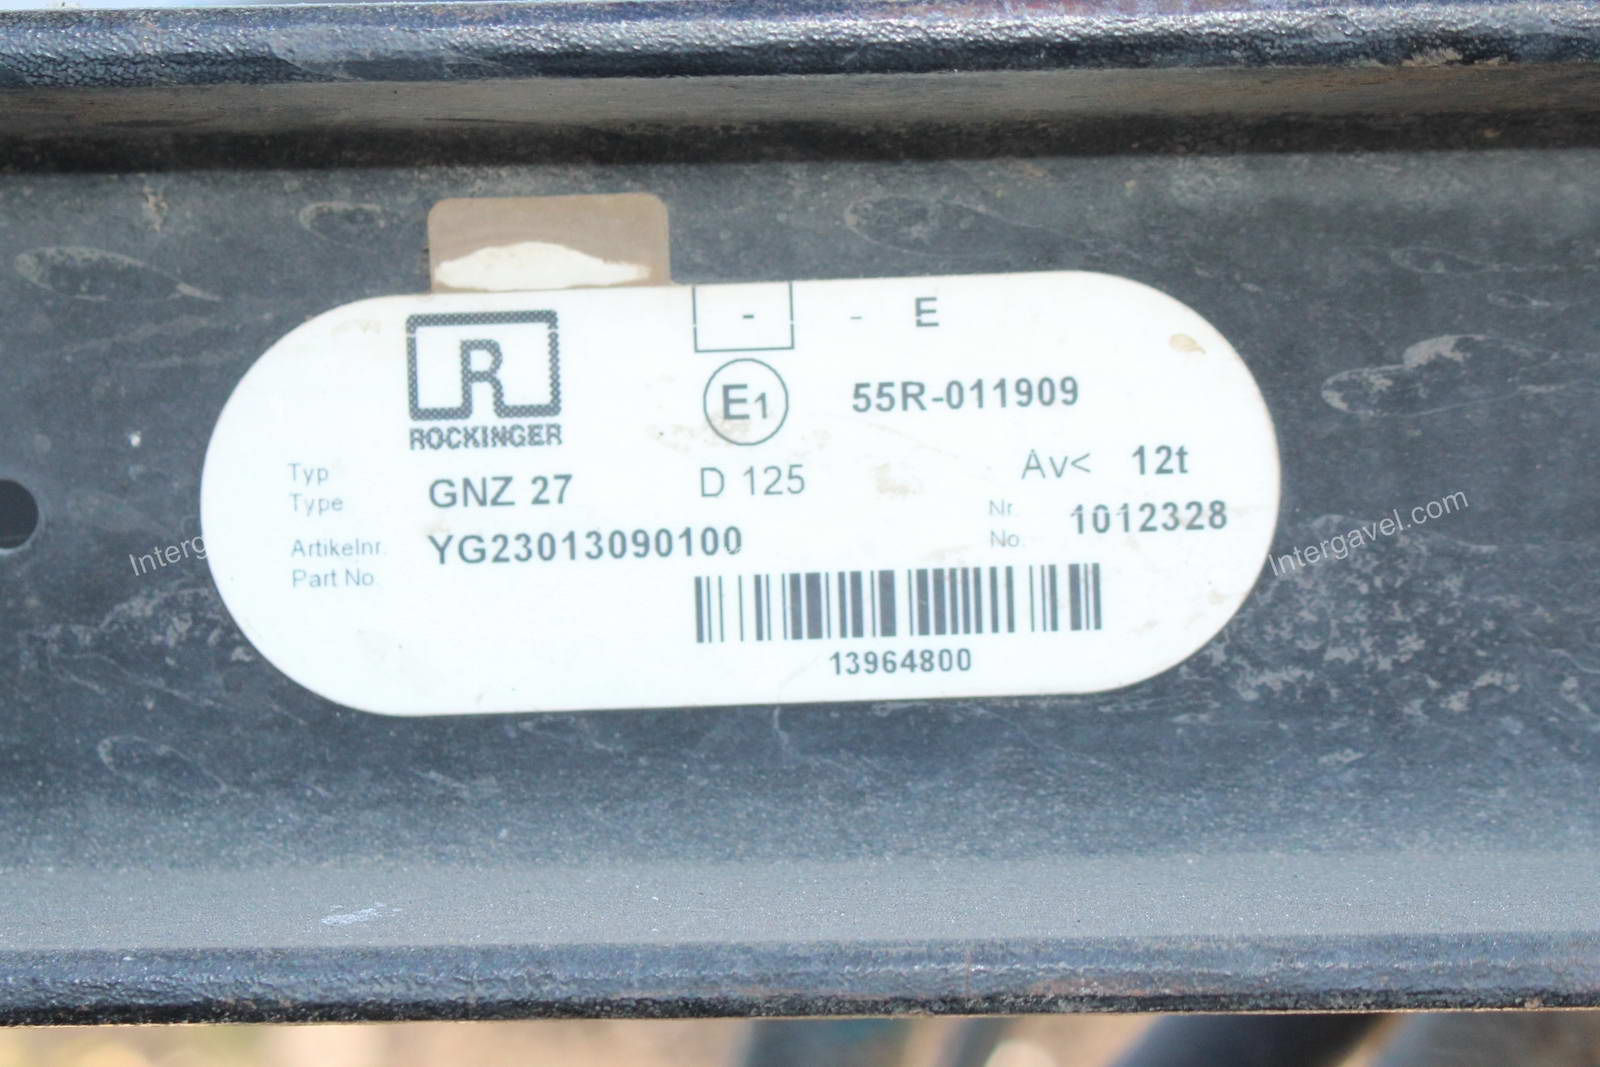 - - E
R
ROCKINGER
E1 55R-011909
Typ
Type GNZ 27 D 125 Av< 12t
Artikelnr.
Part No. YG23013090100
Nr.
No. 1012328
13964800
Intergavel.com
Interg